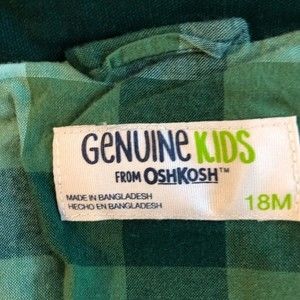 GENUINE KIDS
FROM OSHKOSH™
MADE IN BANGLADESH
HECHO EN BANGLADESH
18M